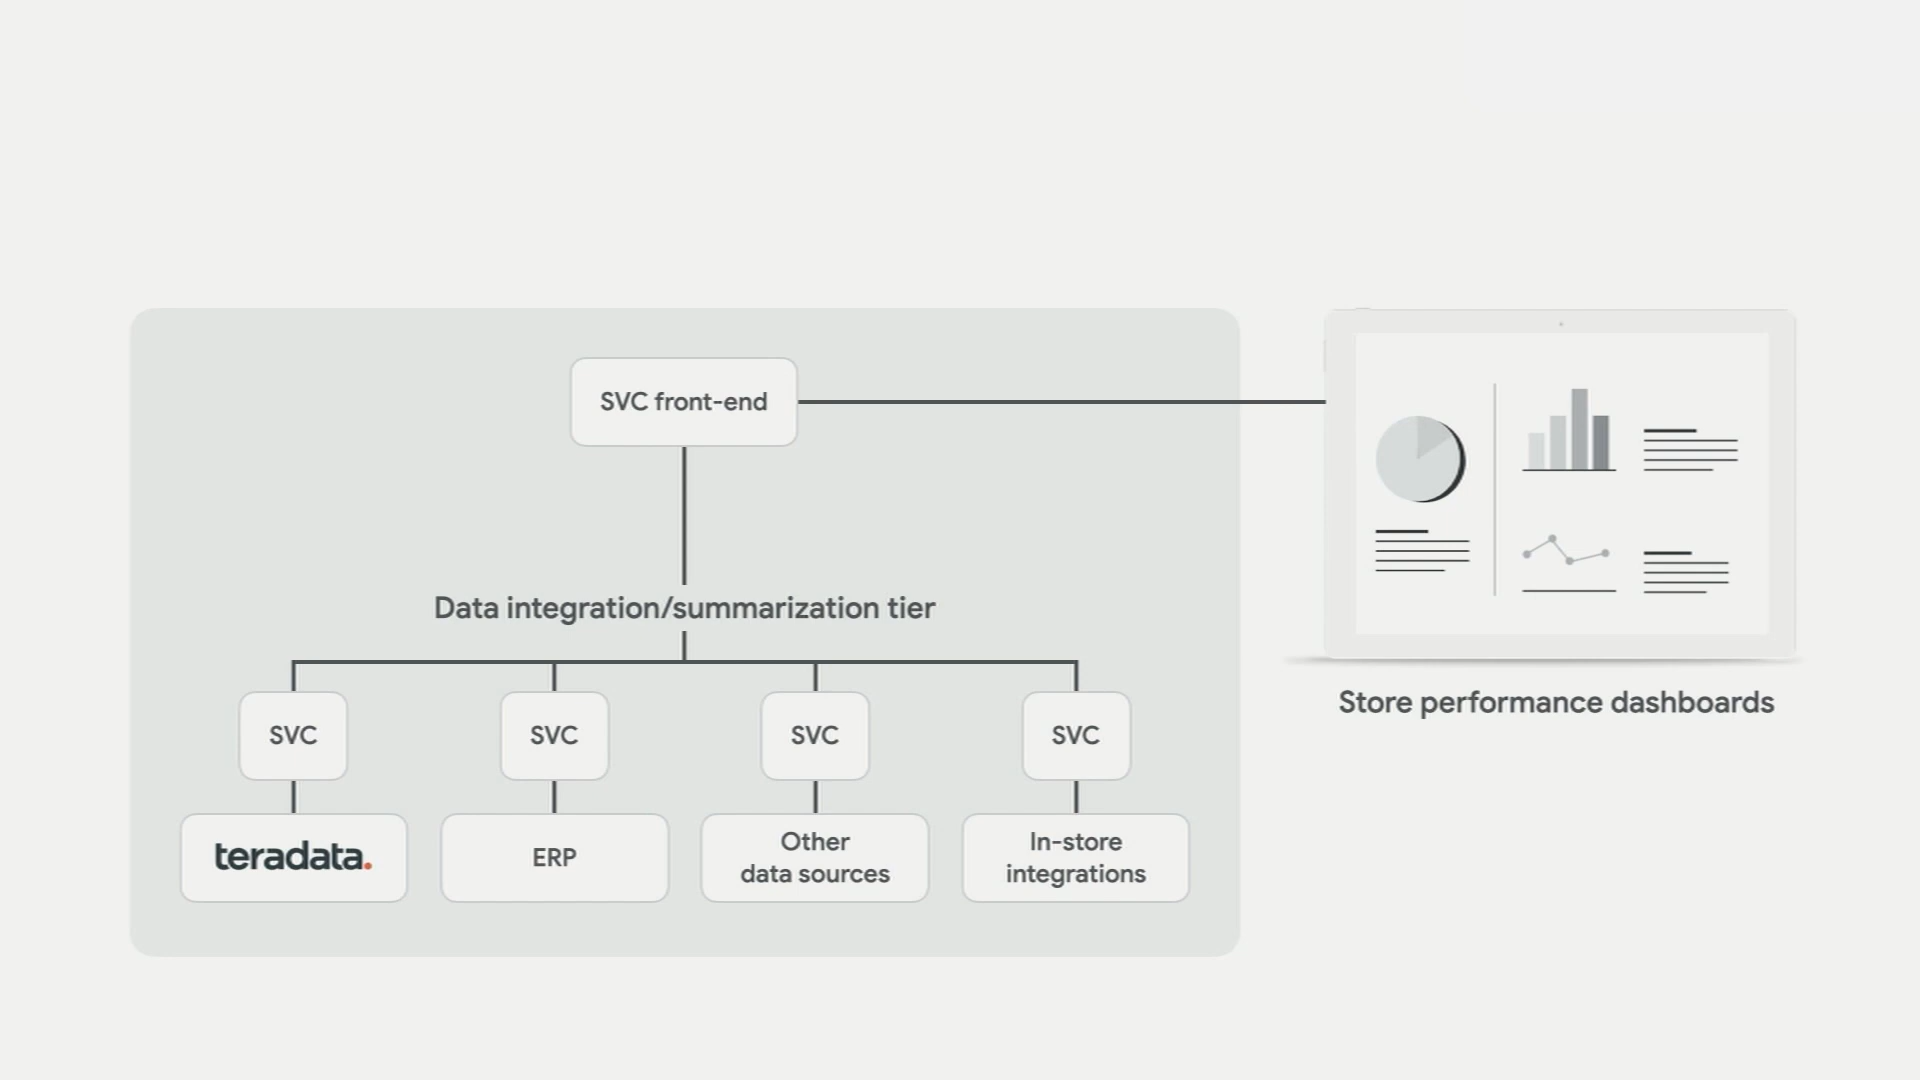 SVC front-end
Data integration/summarization tier
SVC
SVC
SVC
SVC
teradata.
ERP
Other
data sources
In-store
integrations
Store performance dashboards